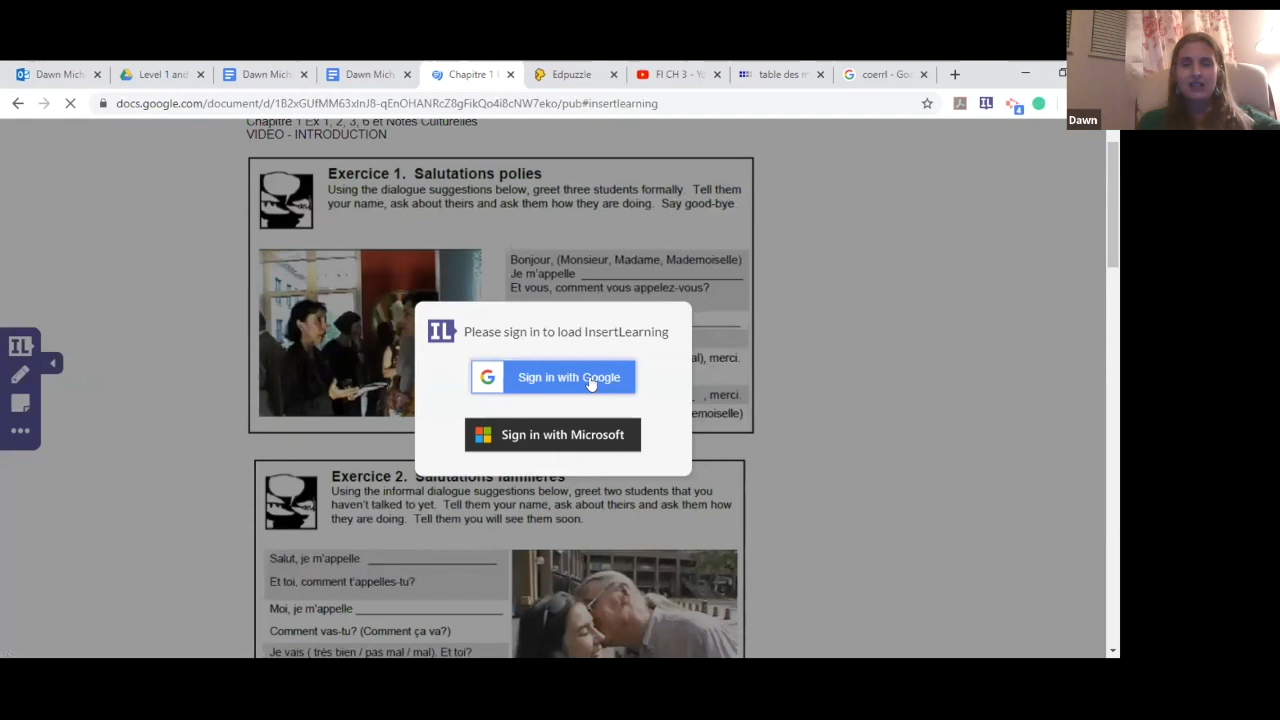 Dawn Mich
Level 1 and
Dawn Mich
Dawn Mich
Chapitre 1
Edpuzzle
FI CH 3 - Yo
table des m
coerrl - Goo
docs.google.com/document/d/1B2xGUfMM63xlnJ8-qEnOHANRcZ8gFikQo4i8cNW7eko/pub#insertlearning
4
Dawn
Chapitre 1 Ex 1, 2, 3, 6 et Notes Culturelles
VIDEO - INTRODUCTION
Exercice 1. Salutations polies
Using the dialogue suggestions below, greet three students formally. Tell them
your name, ask about theirs and ask them how they are doing. Say good-bye.
Bonjour, (Monsieur, Madame, Mademoiselle)
Je m'appelle
Et vous, comment vous appelez-vous?
al), merci.
, merci.
emoiselle)
IL
IL Please sign in to load InsertLearning
G Sign in with Google
Sign in with Microsoft
Exercice 2. Salutations familières
Using the informal dialogue suggestions below, greet two students that you
haven't talked to yet. Tell them your name, ask about theirs and ask them how
they are doing. Tell them you will see them soon.
Salut, je m'appelle
Et toi, comment t'appelles-tu?
Moi, je m'appelle
Comment vas-tu? (Comment ça va?)
Je vais ( très bien / pas mal / mal). Et toi?